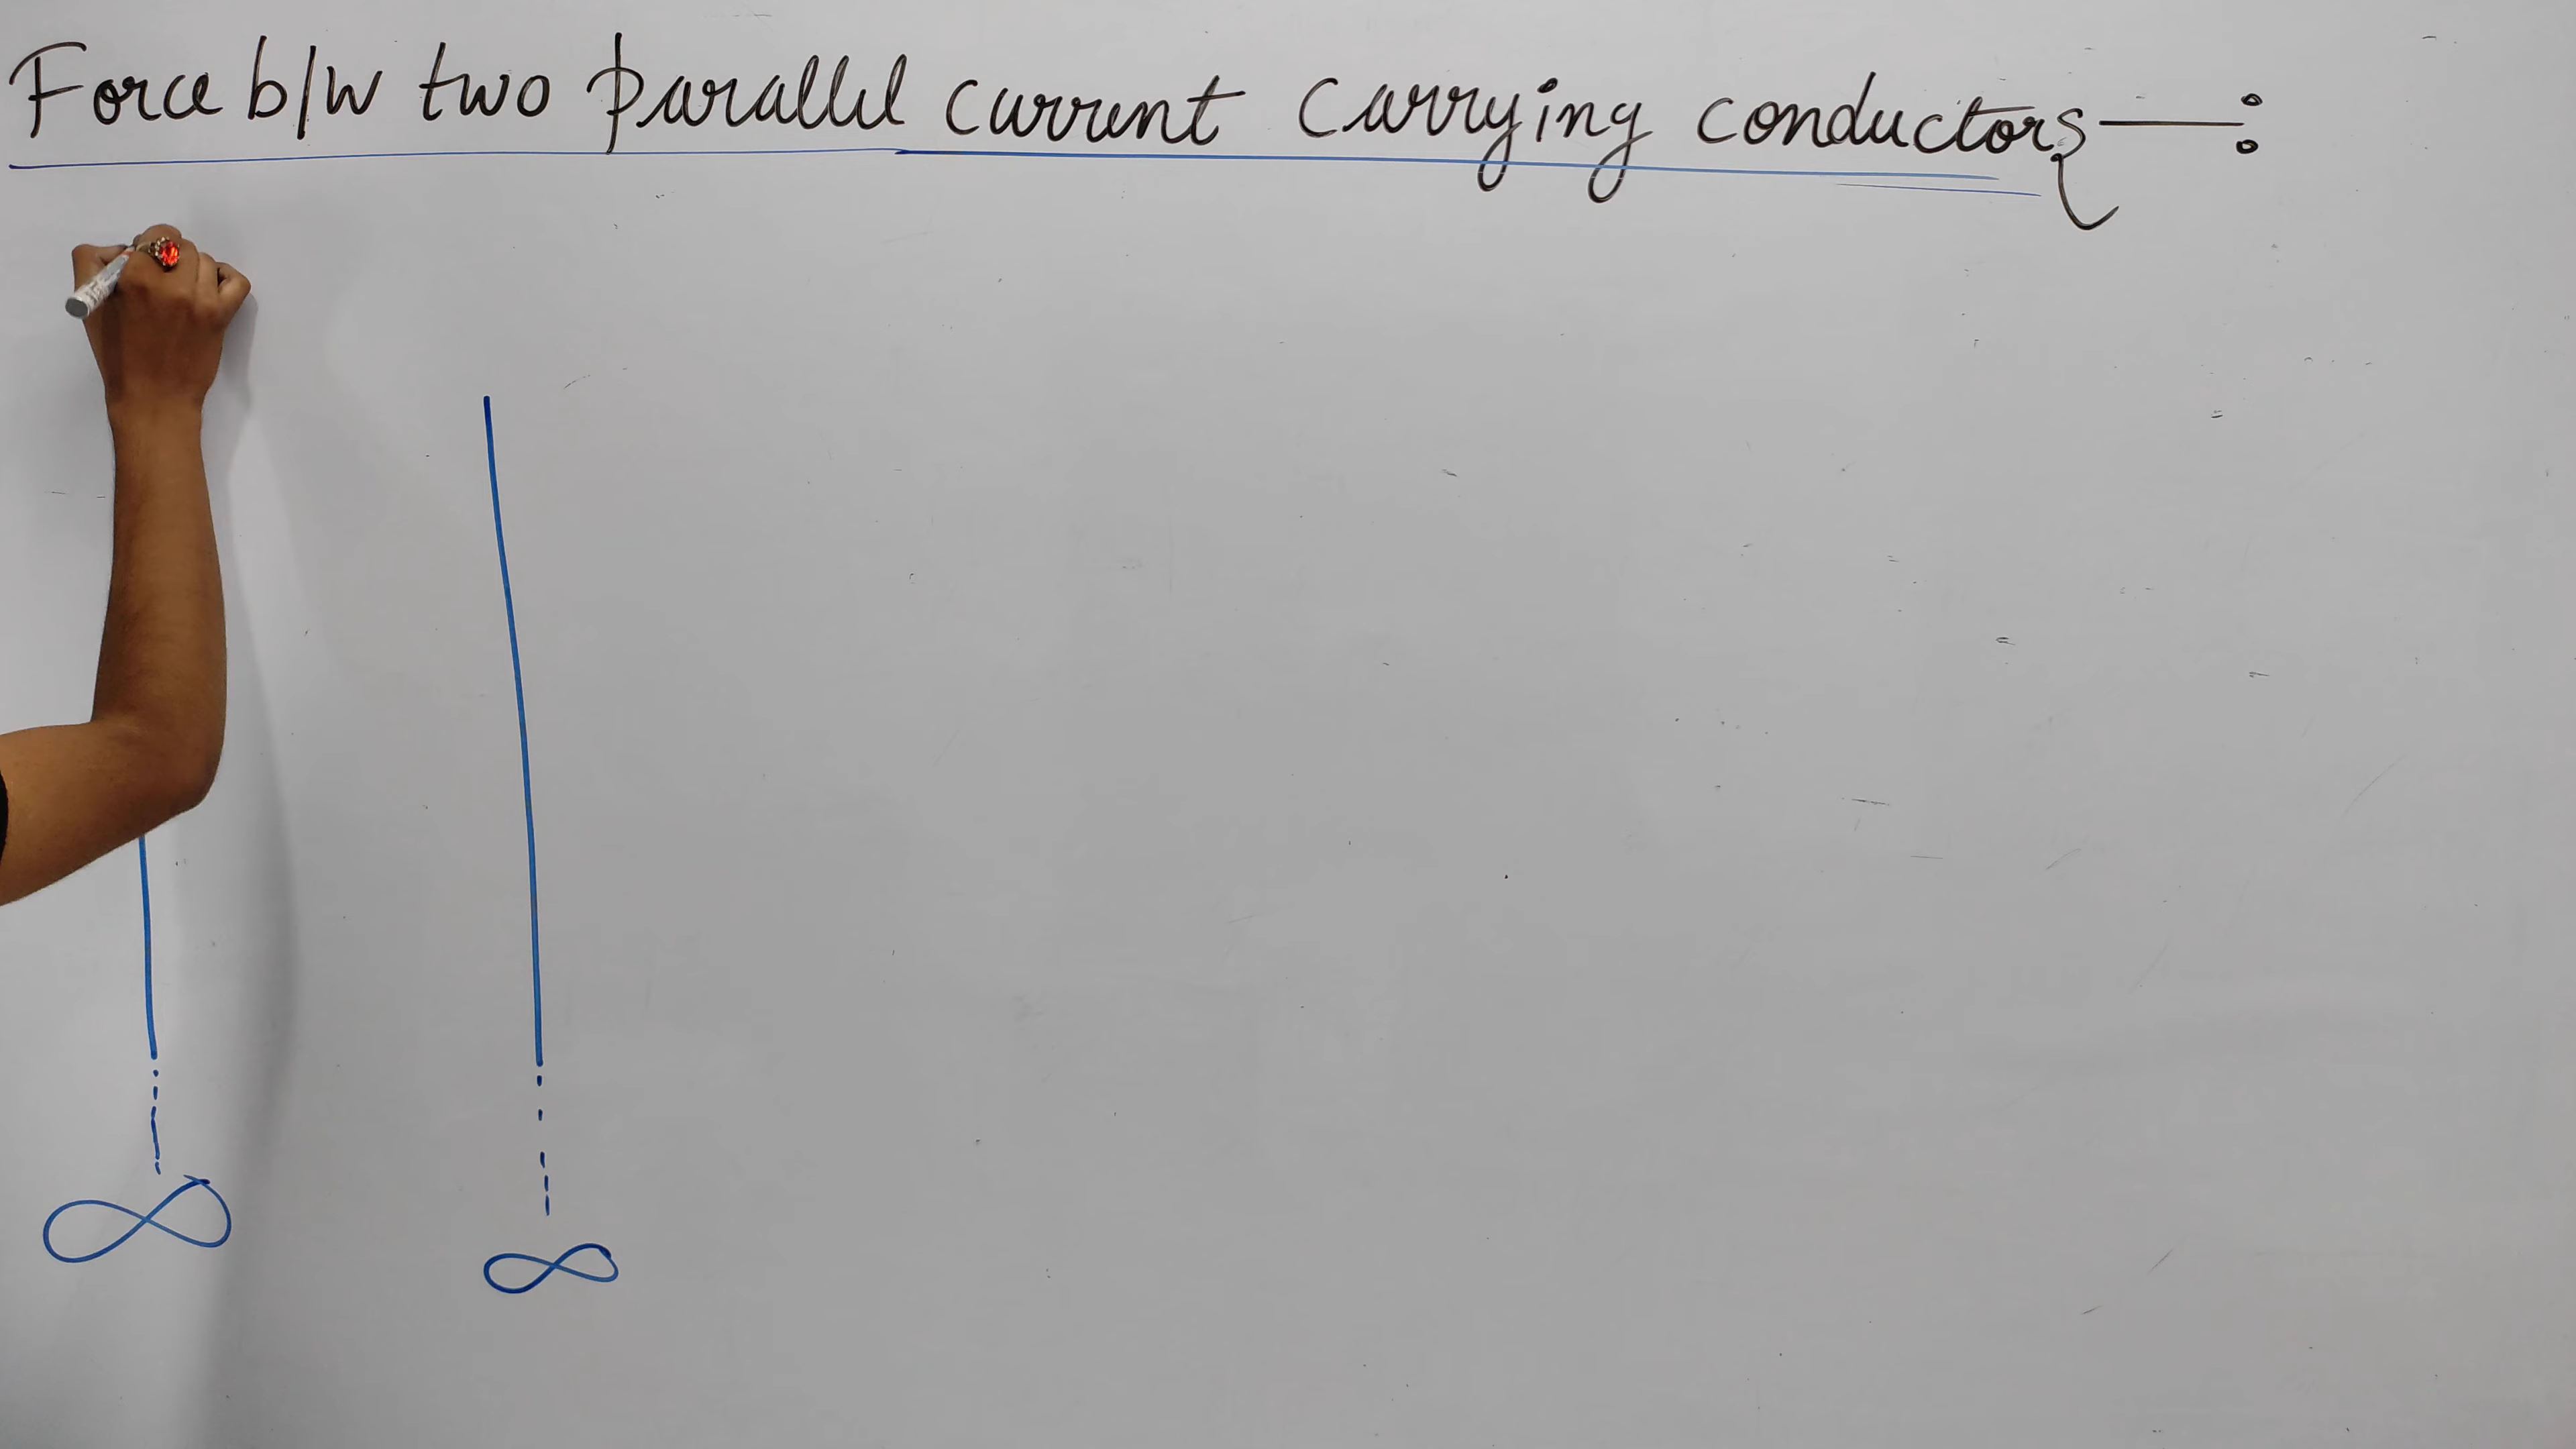 Force b/w two parallel current carrying conductors —:
∞
∞